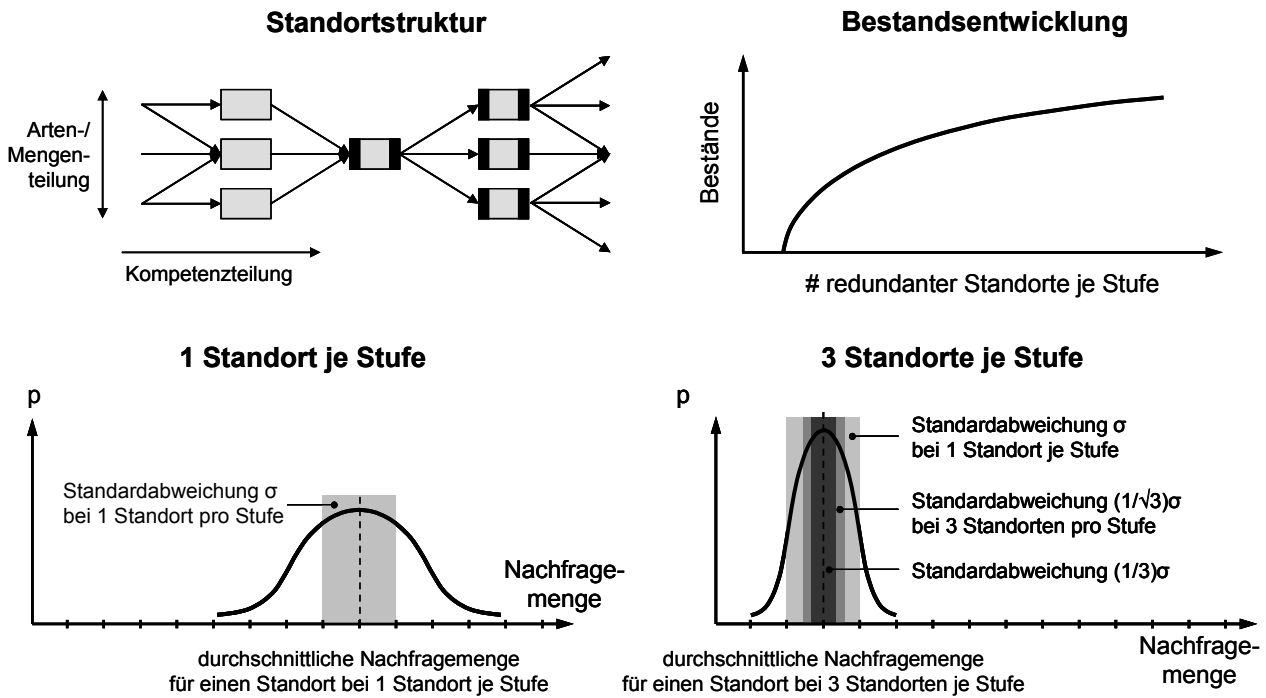 Standortstruktur
Arten-/
Mengen-
teilung
Kompetenzteilung
Bestandsentwicklung
Bestände
# redundanter Standorte je Stufe
1 Standort je Stufe
p
Standardabweichung σ
bei 1 Standort pro Stufe
Nachfrage-
menge
durchschnittliche Nachfragemenge
für einen Standort bei 1 Standort je Stufe
3 Standorte je Stufe
p
Standardabweichung σ
bei 1 Standort je Stufe
Standardabweichung (1/√3)σ
bei 3 Standorten pro Stufe
Standardabweichung (1/3)σ
Nachfrage-
menge
durchschnittliche Nachfragemenge
für einen Standort bei 3 Standorten je Stufe